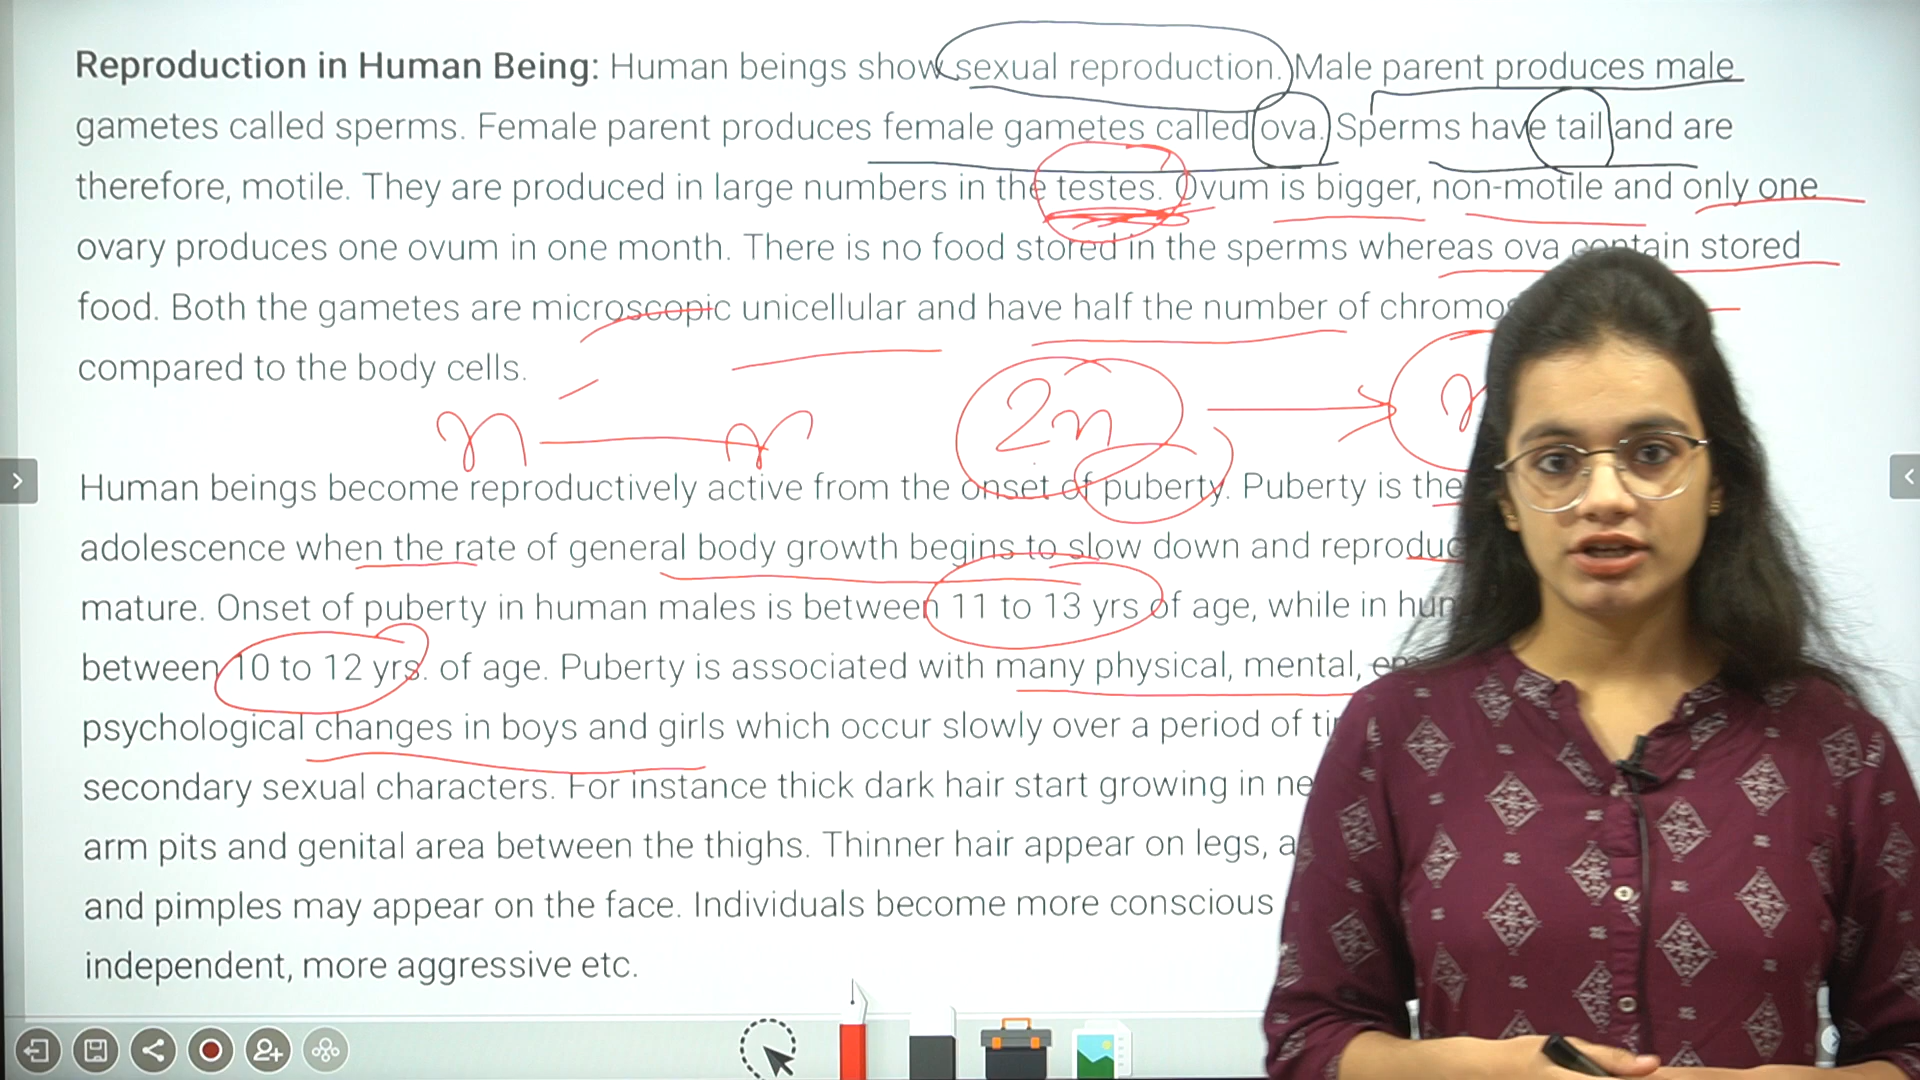 Reproduction in Human Being: Human beings show sexual reproduction. Male parent produces male
gametes called sperms. Female parent produces female gametes called ova. Sperms have tail and are
therefore, motile. They are produced in large numbers in the testes. Ovum is bigger, non-motile and only one
ovary produces one ovum in one month. There is no food stored in the sperms whereas ova contain stored
food. Both the gametes are microscopic unicellular and have half the number of
compared to the body cells.
n n 2n
Human beings become reproductively active from the onset of puberty. Puberty is the
adolescence when the rate of general body growth begins to slow down and
mature. Onset of puberty in human males is between 11 to 13 yrs of age, while in
between 10 to 12 yrs. of age. Puberty is associated with many physical, mental,
psychological changes in boys and girls which occur slowly over a period of
secondary sexual characters. For instance thick dark hair start growing in
arm pits and genital area between the thighs. Thinner hair appear on legs,
and pimples may appear on the face. Individuals become more conscious
independent, more aggressive etc.